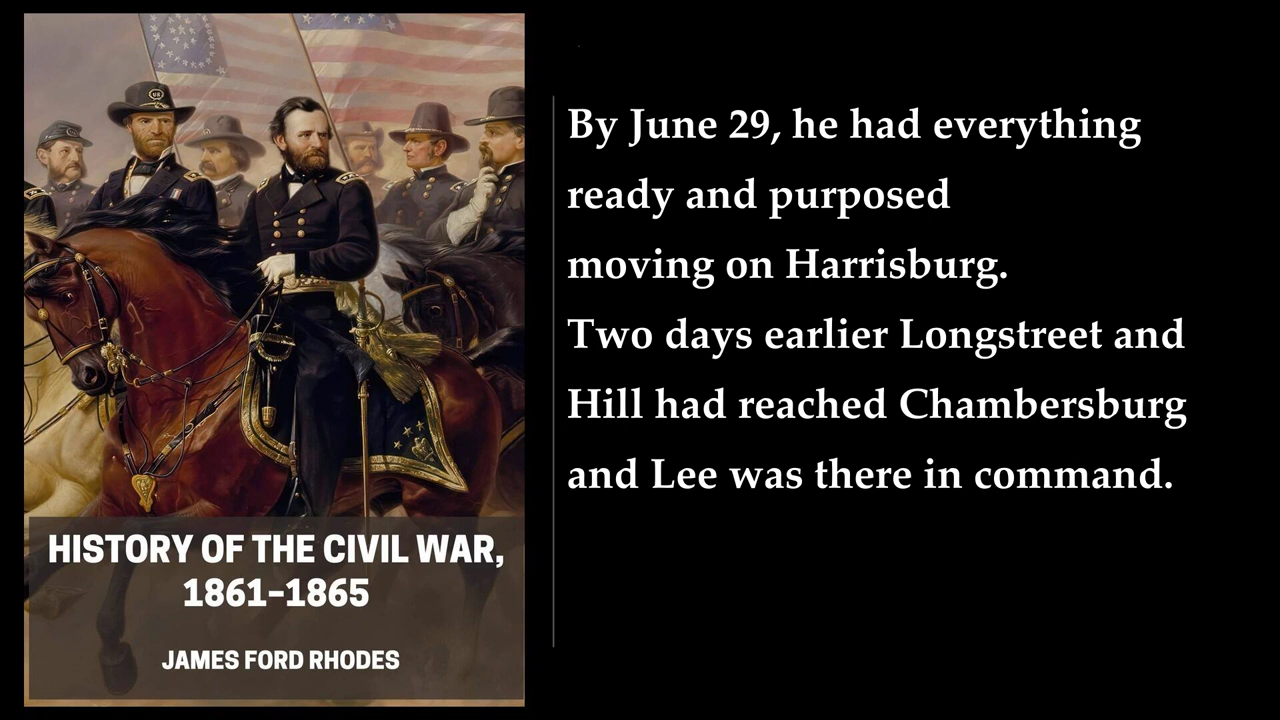 HISTORY OF THE CIVIL WAR,
1861–1865
JAMES FORD RHODES
By June 29, he had everything
ready and purposed
moving on Harrisburg.
Two days earlier Longstreet and
Hill had reached Chambersburg
and Lee was there in command.